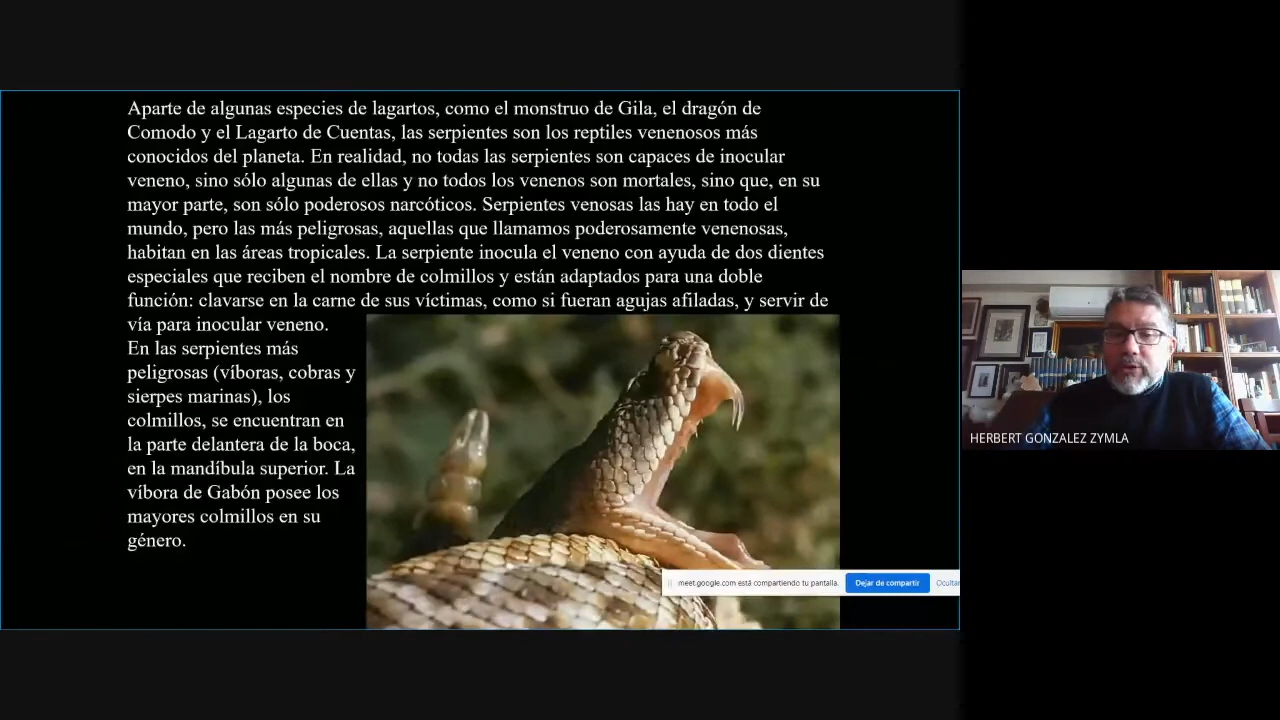 Aparte de algunas especies de lagartos, como el monstruo de Gila, el dragón de
Comodo y el Lagarto de Cuentas, las serpientes son los reptiles venenosos más
conocidos del planeta. En realidad, no todas las serpientes son capaces de inocular
veneno, sino sólo algunas de ellas y no todos los venenos son mortales, sino que, en su
mayor parte, son sólo poderosos narcóticos. Serpientes venosas las hay en todo el
mundo, pero las más peligrosas, aquellas que llamamos poderosamente venenosas,
habitan en las áreas tropicales. La serpiente inocula el veneno con ayuda de dos dientes
especiales que reciben el nombre de colmillos y están adaptados para una doble
función: clavarse en la carne de sus víctimas, como si fueran agujas afiladas, y servir de
vía para inocular veneno.
En las serpientes más
peligrosas (víboras, cobras y
sierpes marinas), los
colmillos, se encuentran en
la parte delantera de la boca,
en la mandíbula superior. La
víbora de Gabón posee los
mayores colmillos en su
género.
meet.google.com está compartiendo tu pantalla.
Dejar de compartir
Ocultar
HERBERT GONZALEZ ZYMLA